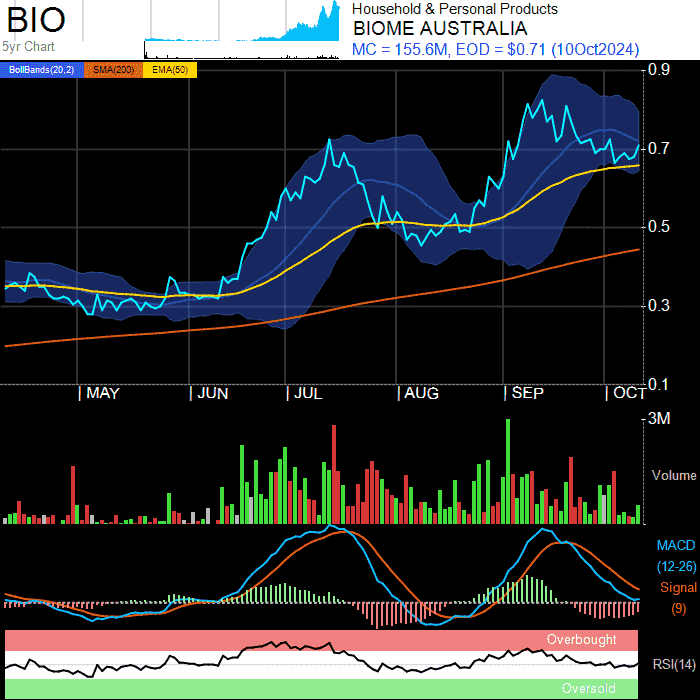 BIO
5yr Chart
Household & Personal Products
BIOME AUSTRALIA
MC = 155.6M, EOD = $0.71 (10Oct2024)
BollBands(20,2) SMA(200) EMA(50)
0.9
0.7
0.5
0.3
0.1
| MAY | JUN | JUL | AUG | SEP | OCT
3M
Volume
MACD
(12-26)
Signal
(9)
Overbought
RSI(14)
Oversold